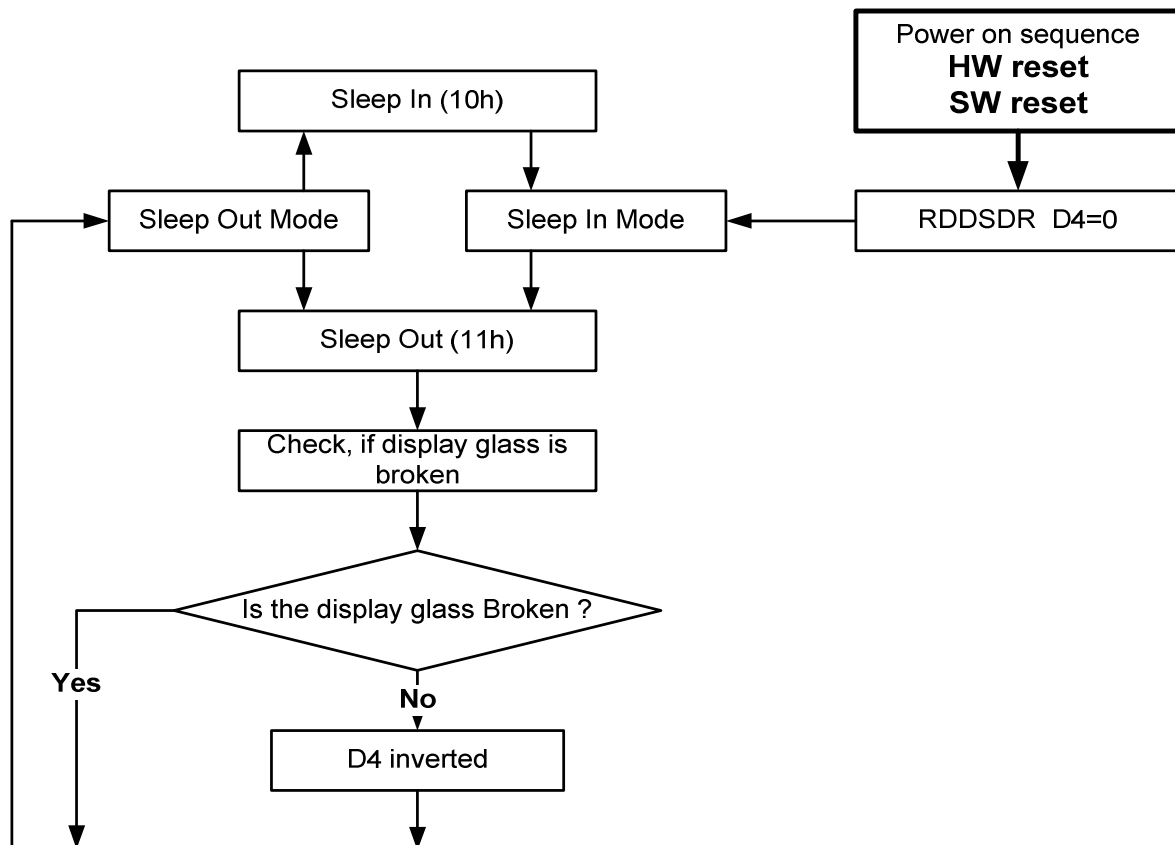 Power on sequence
HW reset
SW reset
Sleep In (10h)
Sleep Out Mode
Sleep In Mode
RDDSDR D4=0
Sleep Out (11h)
Check, if display glass is
broken
Is the display glass Broken ?
Yes
No
D4 inverted